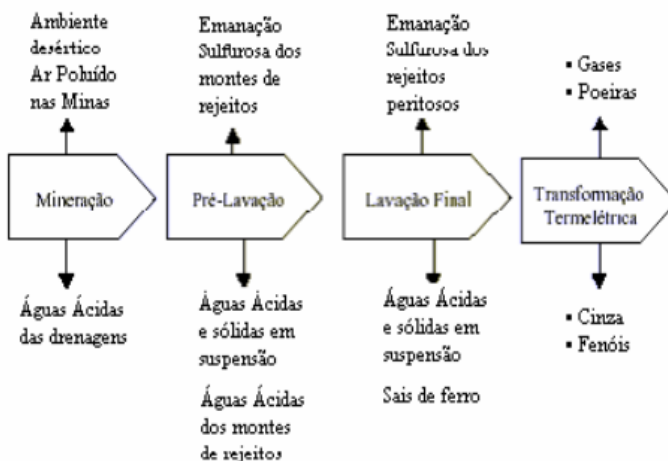 Ambiente
desértico
Ar Poluído
nas Minas
Emanação
Sulfurosa dos
montes de
rejeitos
Emanação
Sulfurosa dos
rejeitos
peritosos
▪ Gases
▪ Poeiras
Mineração
Pré-Lavação
Lavação Final
Transformação
Termelétrica
Águas Ácidas
das drenagens
Águas Ácidas
e sólidas em
suspensão
Águas Ácidas
dos montes
de rejeitos
Águas Ácidas
e sólidas em
suspensão
Sais de ferro
▪ Cinza
▪ Fenóis